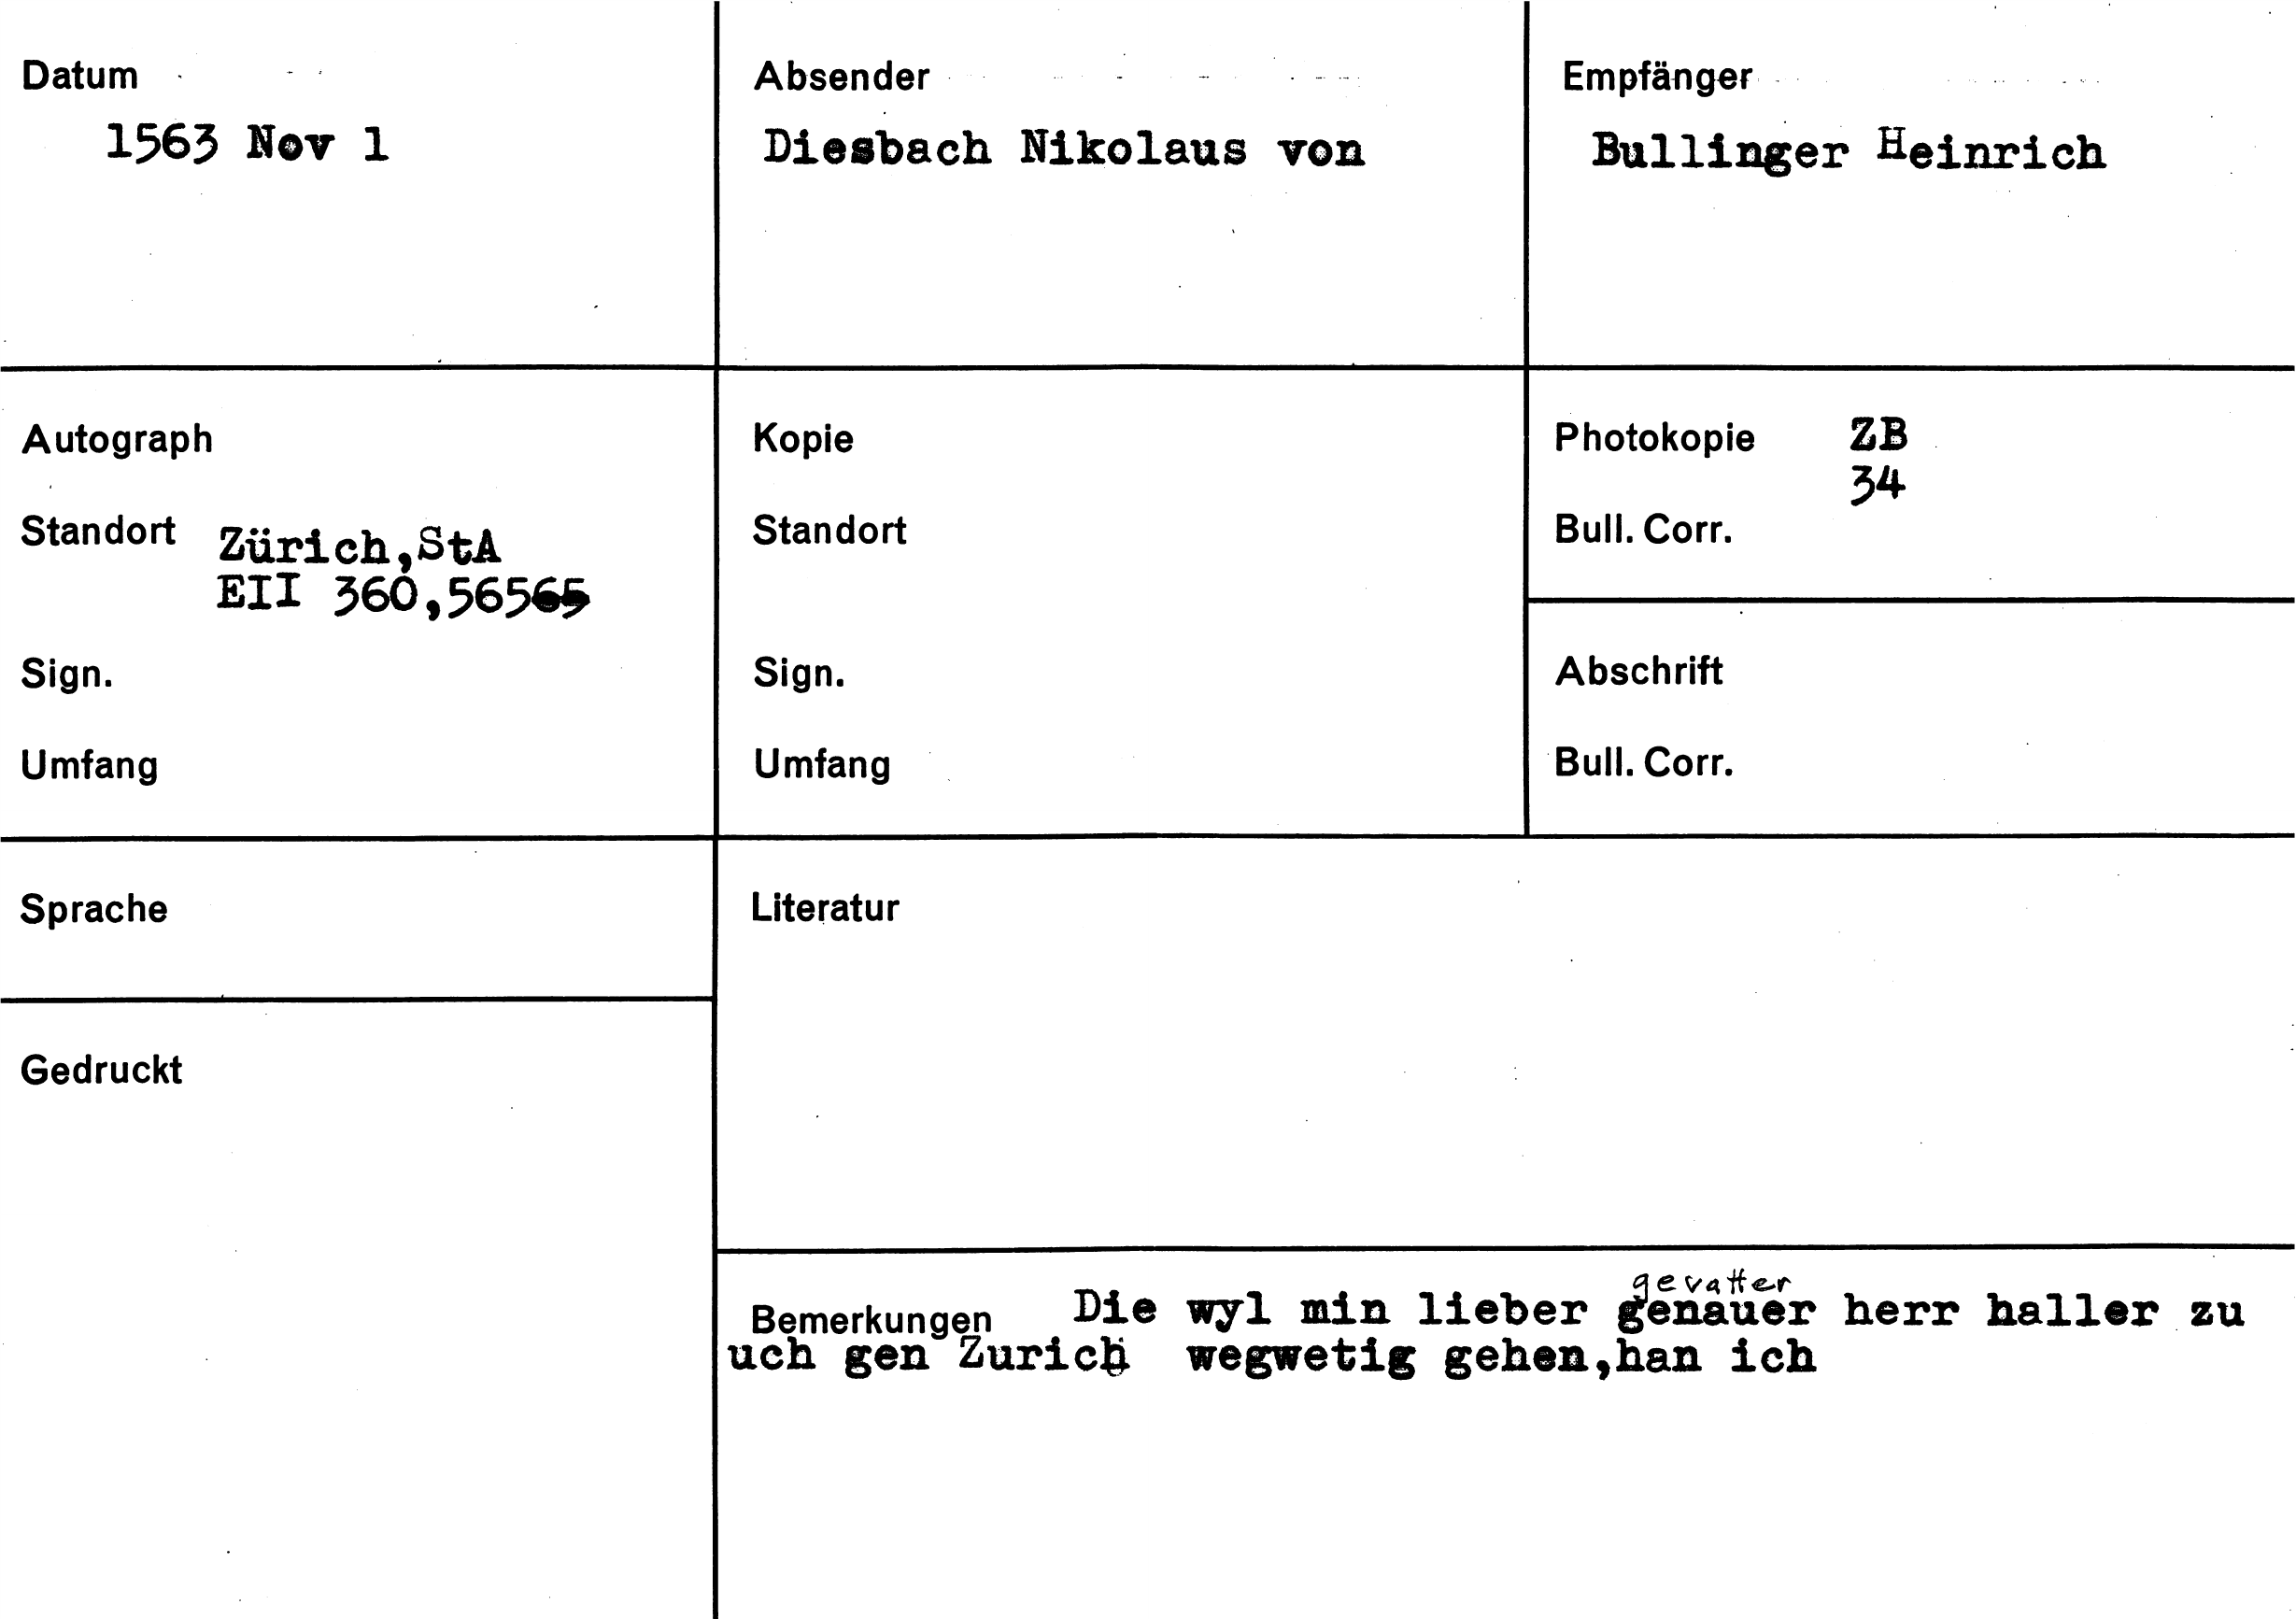 Datum
1563 Nov 1
Absender
Diesbach Nikolaus von
Empfänger
Bullinger Heinrich
Autograph
Standort Zürich,StA
EII 360,565
Sign.
Umfang
Kopie
Standort
Sign.
Umfang
Photokopie ZB
34
Bull. Corr.
Abschrift
Bull. Corr.
Sprache
Gedruckt
Literatur
gevatter
Bemerkungen Die wyl min lieber genauer herr haller zu
uch gen Zurich wegwetig gehen,han ich